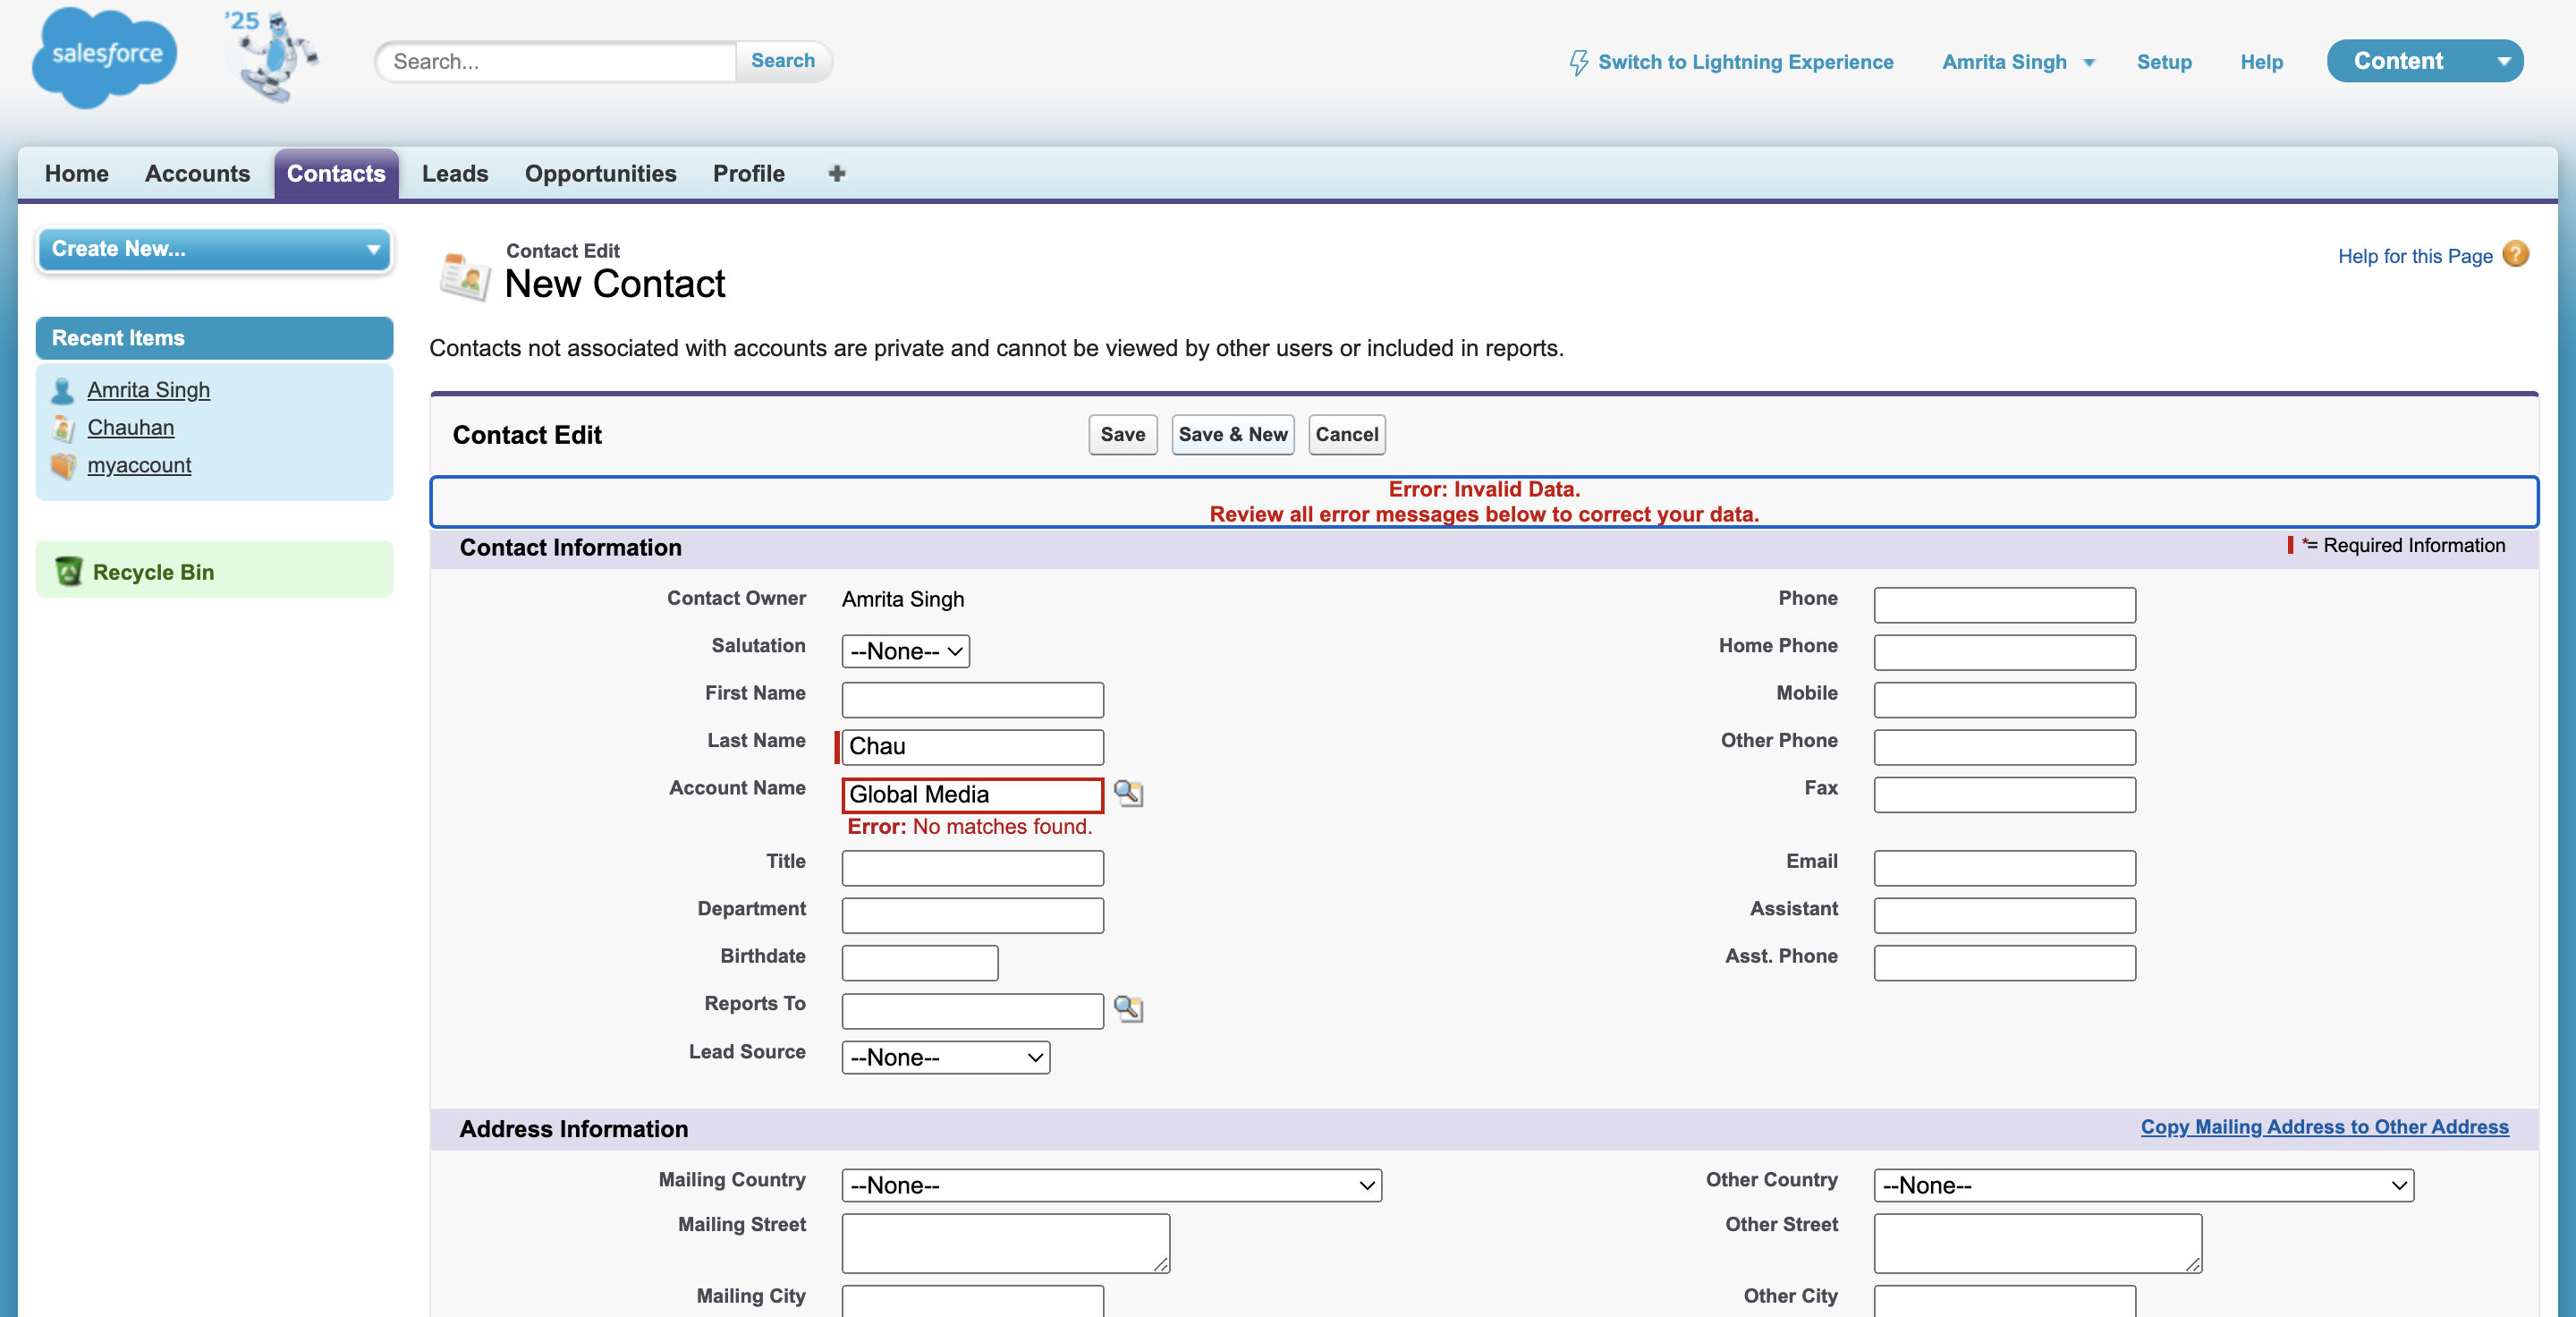 salesforce
'25
Search...
Search
Switch to Lightning Experience
Amrita Singh
Setup
Help
Content
Home
Accounts
Contacts
Leads
Opportunities
Profile
Create New...
Recent Items
Amrita Singh
Chauhan
myaccount
Recycle Bin
Contact Edit
New Contact
Help for this Page
Contacts not associated with accounts are private and cannot be viewed by other users or included in reports.
Contact Edit
Save
Save & New
Cancel
Error: Invalid Data.
Review all error messages below to correct your data.
Contact Information
*= Required Information
Contact Owner
Amrita Singh
Phone
Salutation
--None--
Home Phone
First Name
Mobile
Last Name
Chau
Other Phone
Account Name
Global Media
Error: No matches found.
Fax
Title
Email
Department
Assistant
Birthdate
Asst. Phone
Reports To
Lead Source
--None--
Address Information
Copy Mailing Address to Other Address
Mailing Country
--None--
Other Country
--None--
Mailing Street
Other Street
Mailing City
Other City